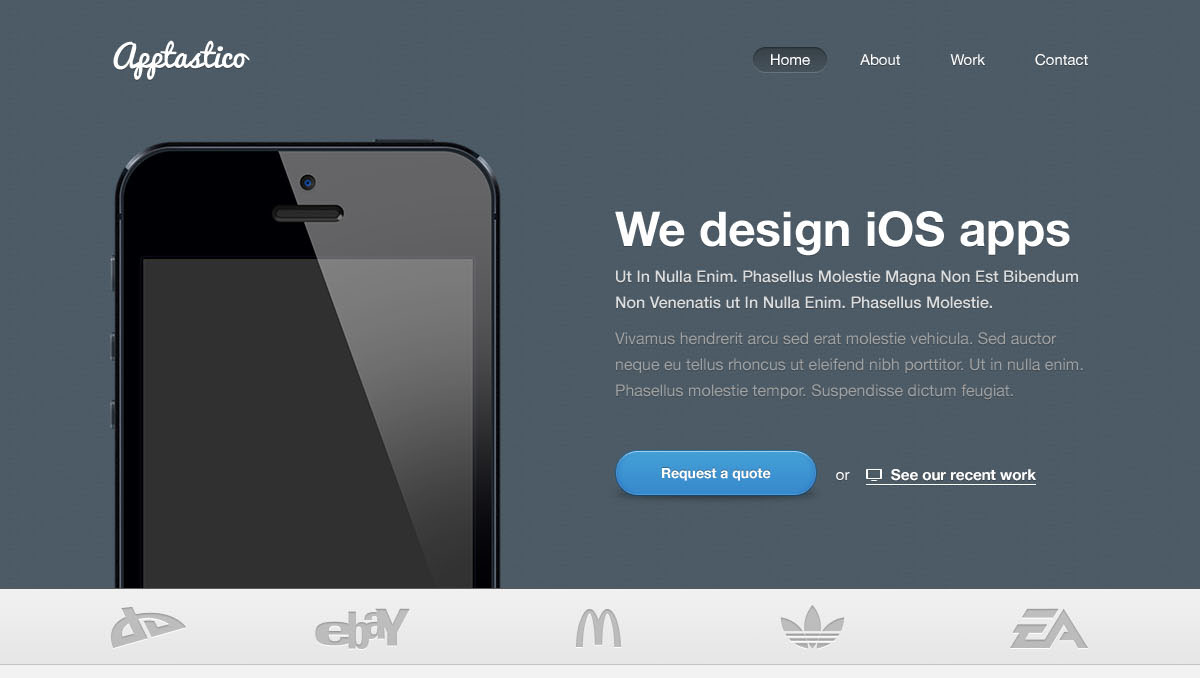 Apptastico
Home About Work Contact
We design iOS apps
Ut In Nulla Enim. Phasellus Molestie Magna Non Est Bibendum
Non Venenatis ut In Nulla Enim. Phasellus Molestie.
Vivamus hendrerit arcu sed erat molestie vehicula. Sed auctor
neque eu tellus rhoncus ut eleifend nibh porttitor. Ut in nulla enim.
Phasellus molestie tempor. Suspendisse dictum feugiat.
Request a quote or See our recent work
ebaY EA